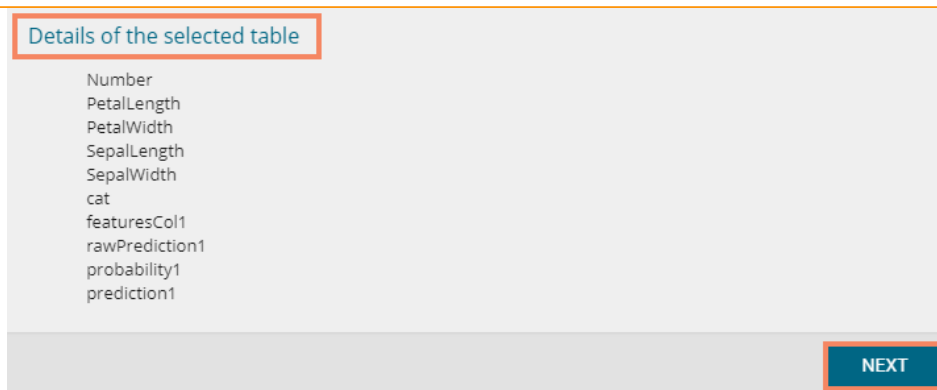 Details of the selected table
Number
PetalLength
PetalWidth
SepalLength
SepalWidth
cat
featuresCol1
rawPrediction1
probability1
prediction1
NEXT